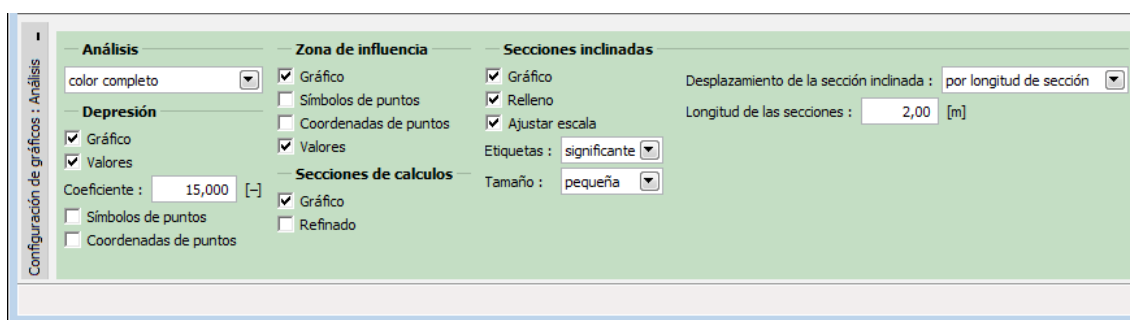 Configuración de gráficos : Análisis
Análisis
color completo
Depresión
Gráfico
Valores
Coeficiente : 15,000 [–]
Símbolos de puntos
Coordenadas de puntos
Zona de influencia
Gráfico
Símbolos de puntos
Coordenadas de puntos
Valores
Secciones de calculos
Gráfico
Refinado
Secciones inclinadas
Gráfico
Relleno
Ajustar escala
Etiquetas : significante
Tamaño : pequeña
Desplazamiento de la sección inclinada : por longitud de sección
Longitud de las secciones : 2,00 [m]